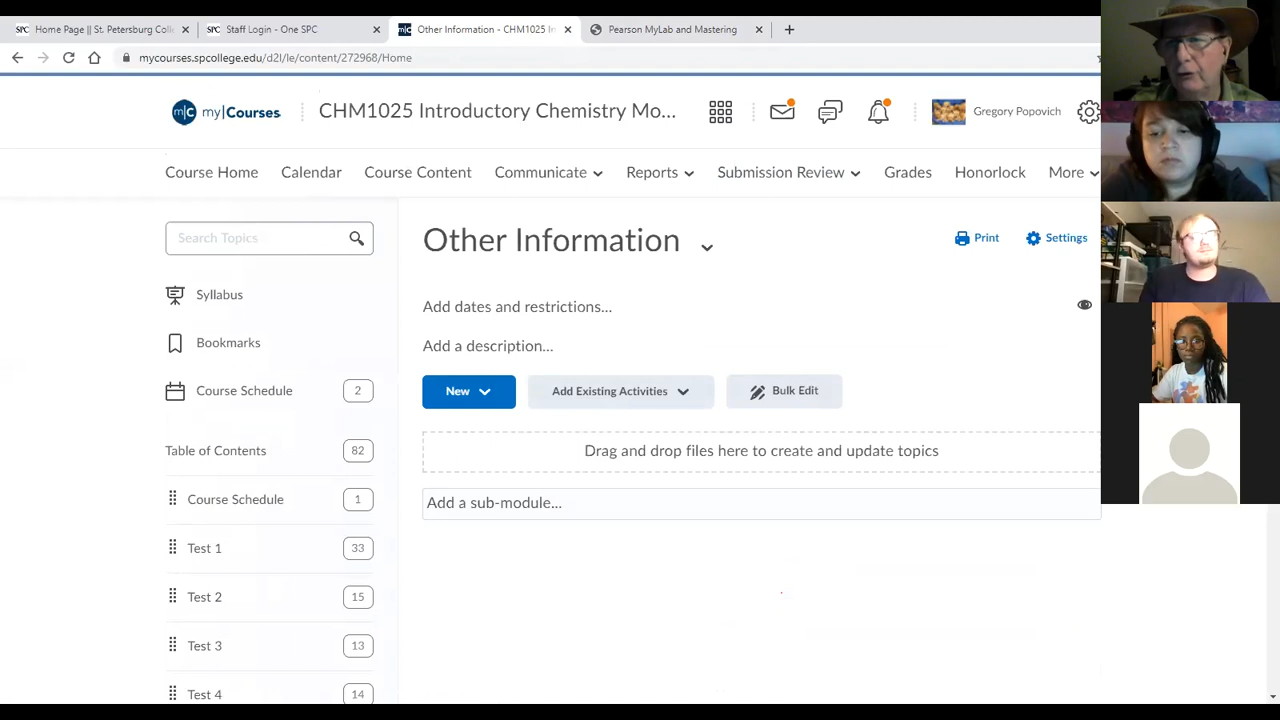 SPC Home Page || St. Petersburg Coll
SPC Staff Login - One SPC
m|c Other Information - CHM1025 In
Pearson MyLab and Mastering
mycourses.spcollege.edu/d2l/le/content/272968/Home
m|C my|Courses
CHM1025 Introductory Chemistry Mo...
Gregory Popovich
Course Home
Calendar
Course Content
Communicate
Reports
Submission Review
Grades
Honorlock
More
Search Topics
Syllabus
Bookmarks
Course Schedule 2
Table of Contents 82
Course Schedule 1
Test 1 33
Test 2 15
Test 3 13
Test 4 14
Other Information
Print
Settings
Add dates and restrictions...
Add a description...
New
Add Existing Activities
Bulk Edit
Drag and drop files here to create and update topics
Add a sub-module...